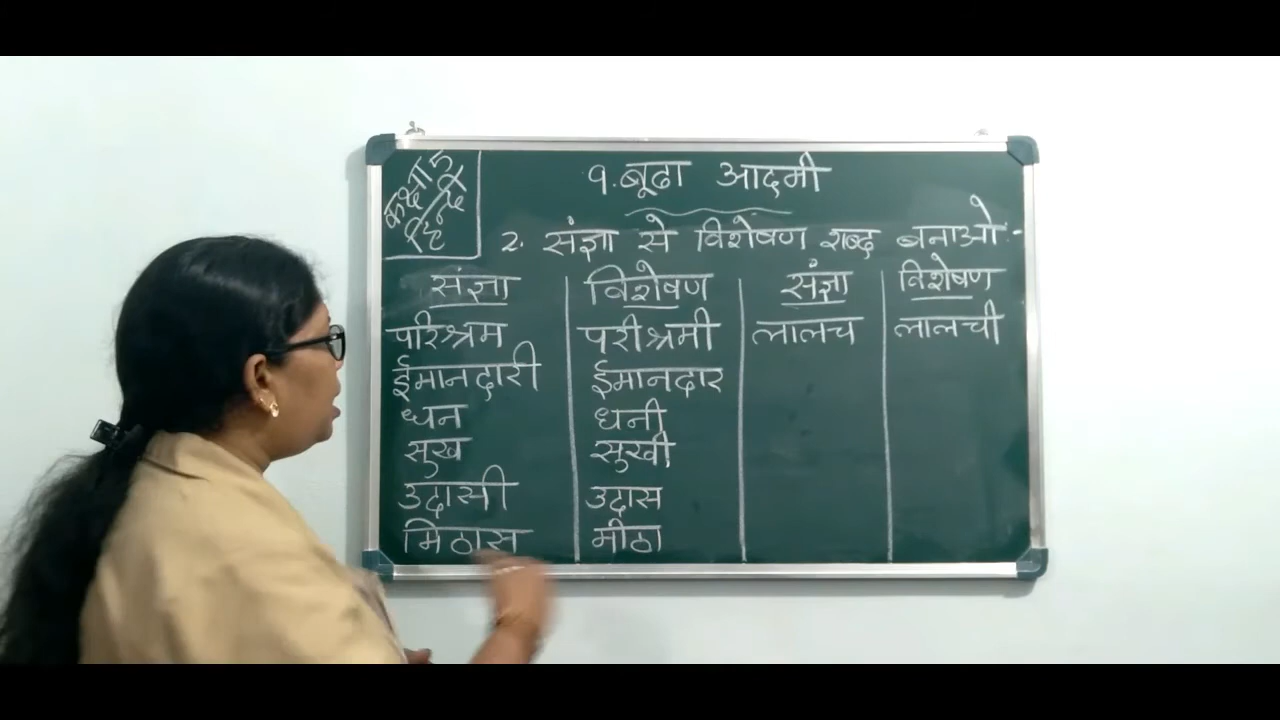 कक्षा ५
हिन्दी
१. बूढा आदमी
2. संज्ञा से विशेषण शब्द बनाओ:-
संज्ञा विशेषण संज्ञा विशेषण
परिश्रम परीश्रमी लालच लालची
ईमानदारी ईमानदार
धन धनी
सुख सुखी
उदासी उदास
मिठास मीठा